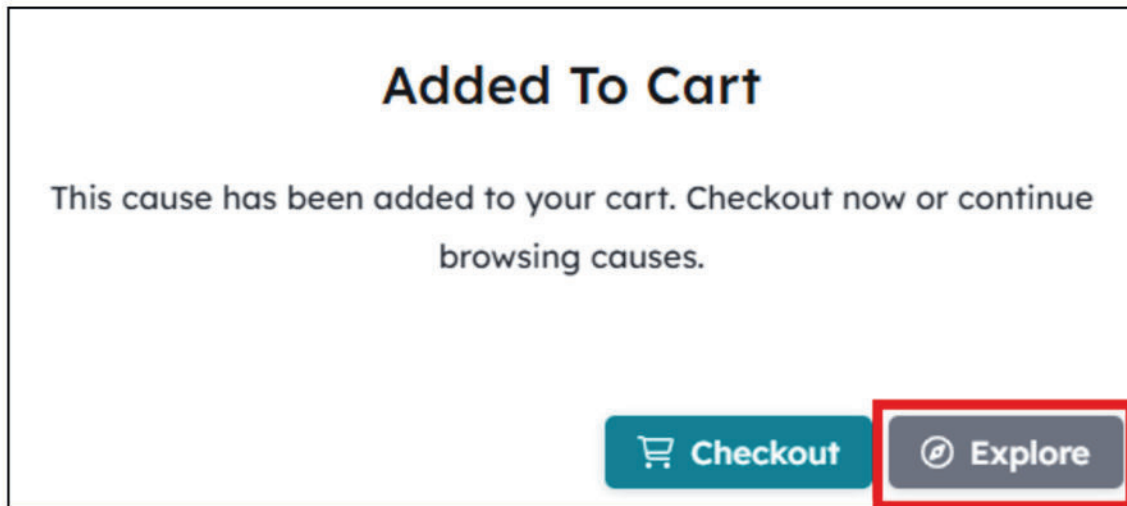 Added To Cart
This cause has been added to your cart. Checkout now or continue
browsing causes.
Checkout Explore